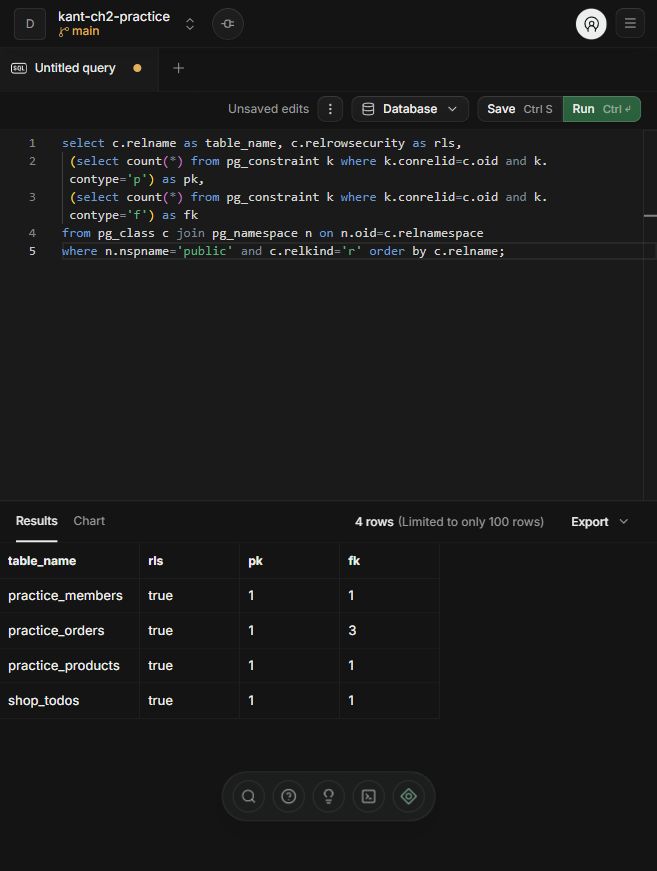 D
kant-ch2-practice
main
SQL Untitled query
Unsaved edits Database Save Ctrl S Run Ctrl ↵
1 select c.relname as table_name, c.relrowsecurity as rls,
2 (select count(*) from pg_constraint k where k.conrelid=c.oid and k.
contype='p') as pk,
3 (select count(*) from pg_constraint k where k.conrelid=c.oid and k.
contype='f') as fk
4 from pg_class c join pg_namespace n on n.oid=c.relnamespace
5 where n.nspname='public' and c.relkind='r' order by c.relname;
Results Chart 4 rows (Limited to only 100 rows) Export
table_name rls pk fk
practice_members true 1 1
practice_orders true 1 3
practice_products true 1 1
shop_todos true 1 1